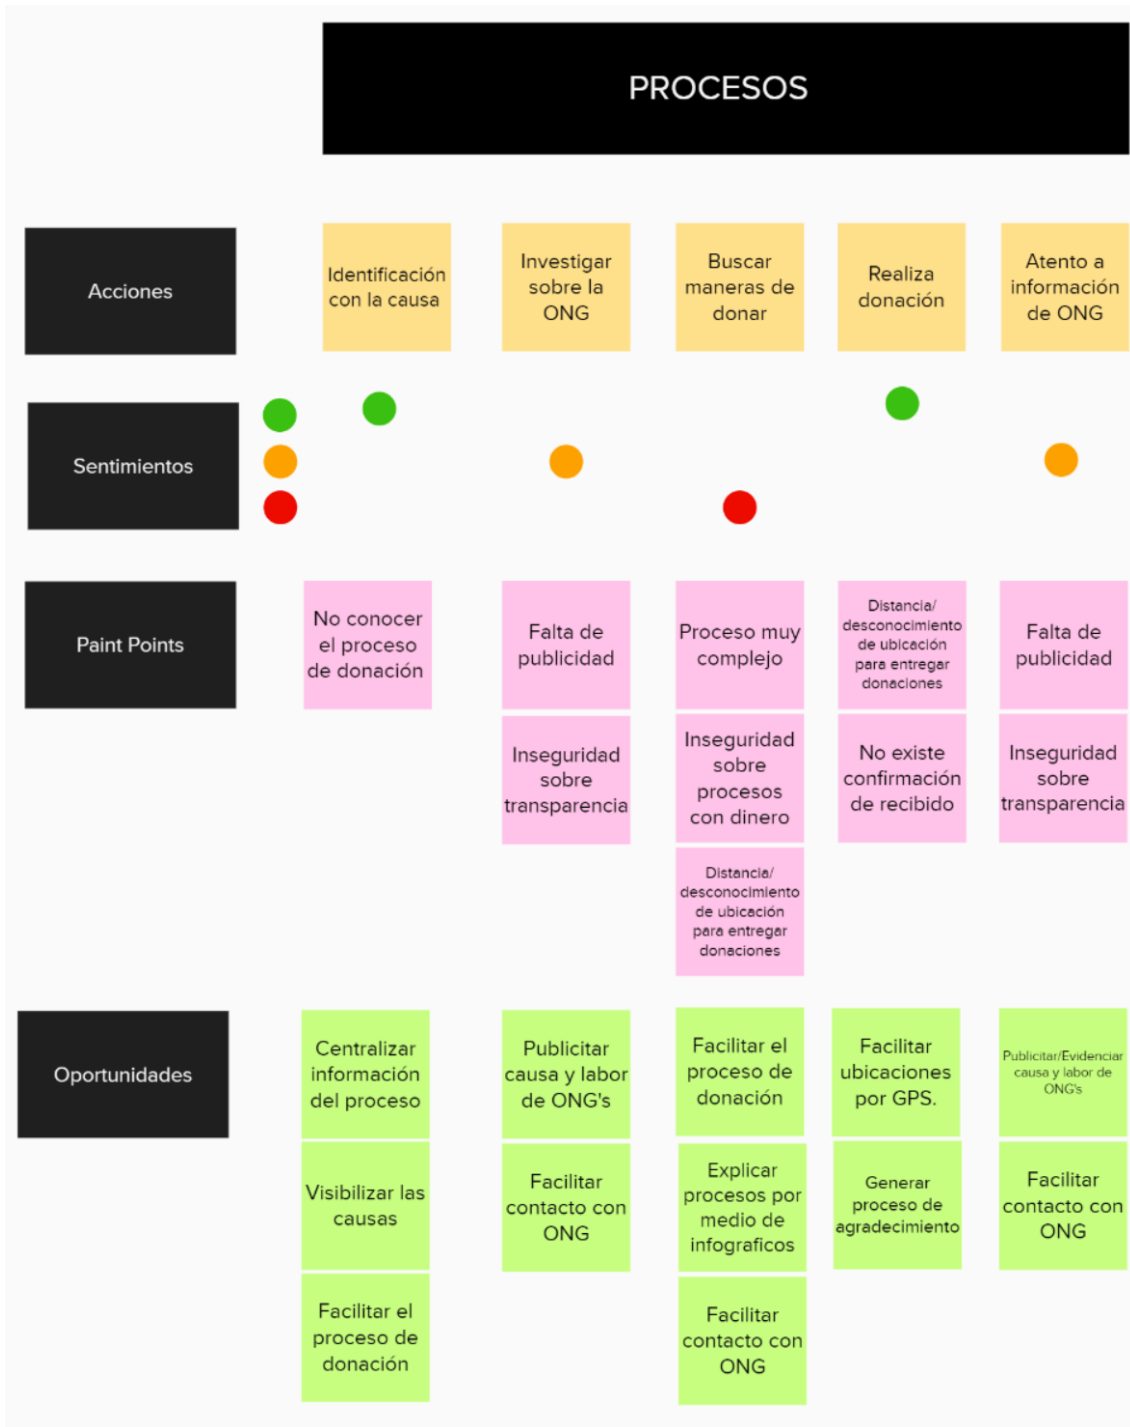 PROCESOS
Acciones
Identificación
con la causa
Investigar
sobre la
ONG
Buscar
maneras de
donar
Realiza
donación
Atento a
información
de ONG
Sentimientos
Paint Points
No conocer
el proceso
de donación
Falta de
publicidad
Proceso muy
complejo
Distancia/
desconocimiento
de ubicación
para entregar
donaciones
Falta de
publicidad
Inseguridad
sobre
transparencia
Inseguridad
sobre
procesos
con dinero
No existe
confirmación
de recibido
Inseguridad
sobre
transparencia
Distancia/
desconocimiento
de ubicación
para entregar
donaciones
Oportunidades
Centralizar
información
del proceso
Publicitar
causa y labor
de ONG's
Facilitar el
proceso de
donación
Facilitar
ubicaciones
por GPS.
Publicitar/Evidenciar
causa y labor de
ONG's
Visibilizar las
causas
Facilitar
contacto con
ONG
Explicar
procesos por
medio de
infograficos
Generar
proceso de
agradecimiento
Facilitar
contacto con
ONG
Facilitar el
proceso de
donación
Facilitar
contacto con
ONG